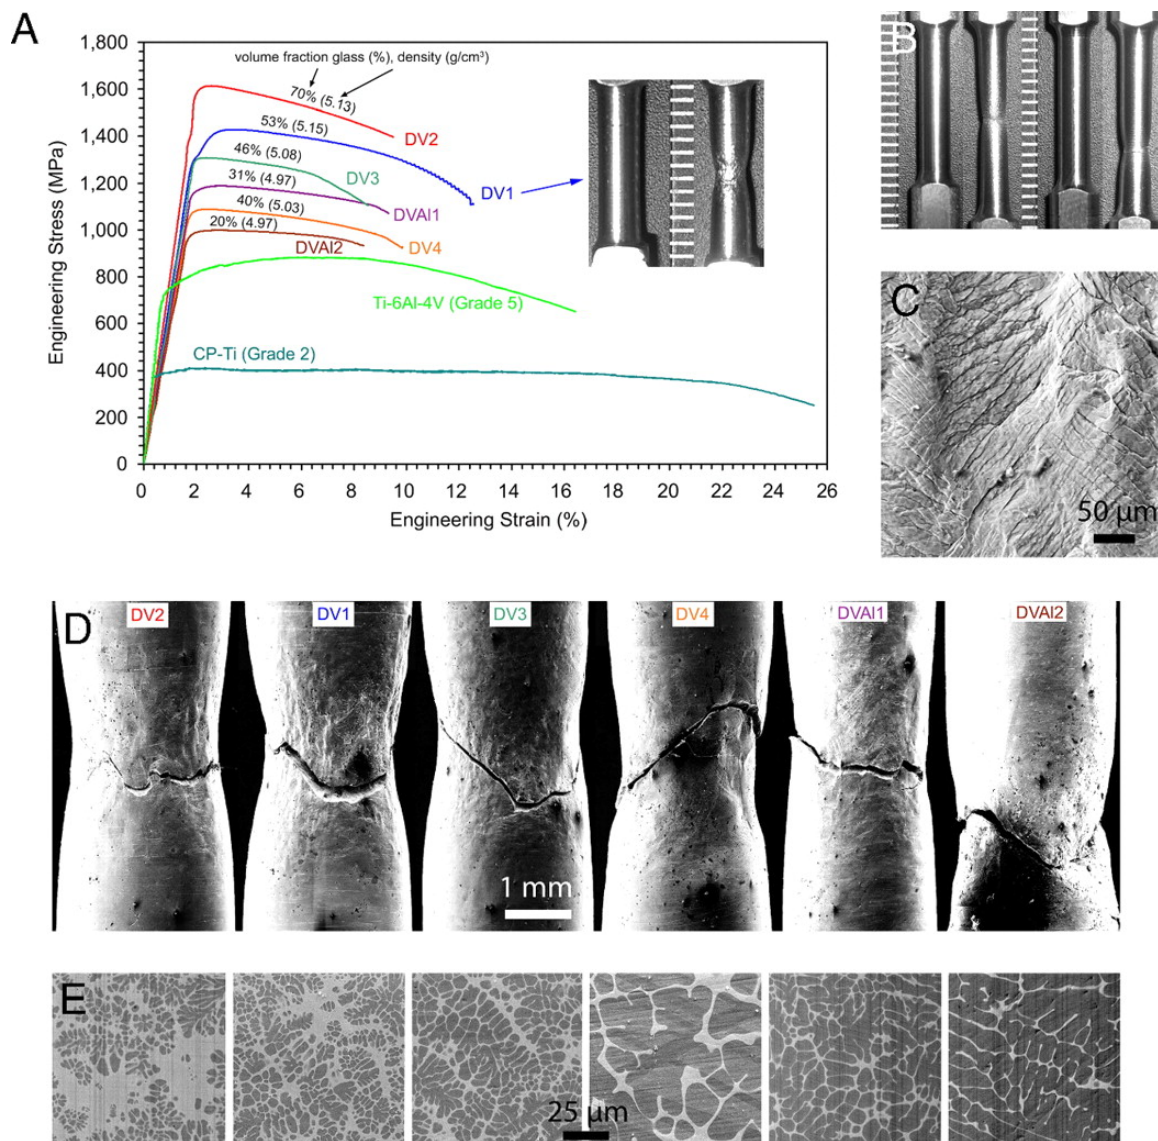 A
1,800
1,600
1,400
1,200
1,000
800
600
400
200
0
Engineering Stress (MPa)
volume fraction glass (%), density (g/cm³)
70% (5.13)
DV2
53% (5.15)
DV1
46% (5.08)
DV3
31% (4.97)
DVAl1
40% (5.03)
DV4
20% (4.97)
DVAl2
Ti-6Al-4V (Grade 5)
CP-Ti (Grade 2)
0 2 4 6 8 10 12 14 16 18 20 22 24 26
Engineering Strain (%)
B
C
50 µm
D
DV2 DV1 DV3 DV4 DVAl1 DVAl2
1 mm
E
25 µm